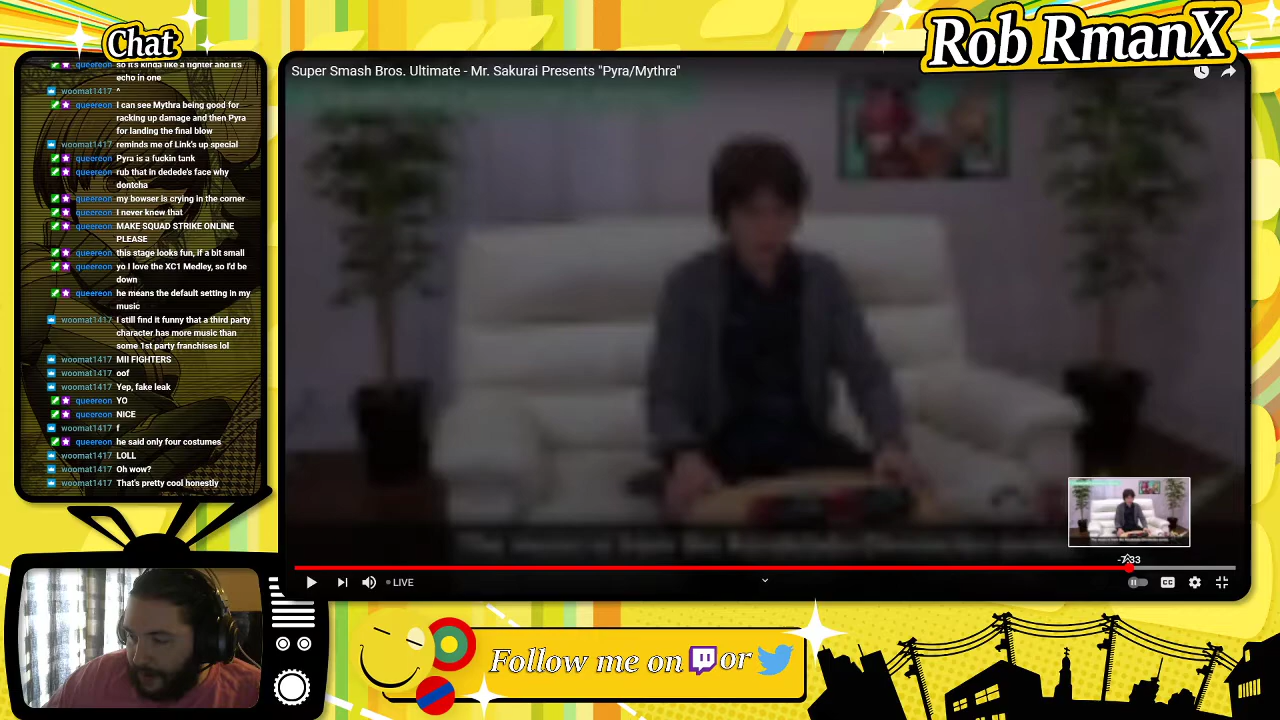 Chat
Rob RmanX
queereon so it's kinda like a fighter and it's
echo in one
woomat1417 ^
queereon I can see Mythra being good for
racking up damage and then Pyra
for landing the final blow
woomat1417 reminds me of Link's up special
queereon Pyra is a fuckin tank
queereon rub that in dedede's face why
dontcha
queereon my bowser is crying in the corner
queereon I never knew that
queereon MAKE SQUAD STRIKE ONLINE
PLEASE
queereon this stage looks fun, if a bit small
queereon yo I love the XC1 Medley, so I'd be
down
queereon he means the default setting in my
music
woomat1417 I still find it funny that a third party
character has more music than
some 1st party franchises lol
woomat1417 MII FIGHTERS
woomat1417 oof
woomat1417 Yep, fake leak
queereon YO
queereon NICE
woomat1417 f
queereon he said only four costumes
woomat1417 LOLL
woomat1417 Oh wow?
woomat1417 That's pretty cool honestly
Super Smash Bros. Ultimate - Mr. Sakurai Presents "Pyra/Mythra"
-7:33
LIVE
CC
Follow me on or